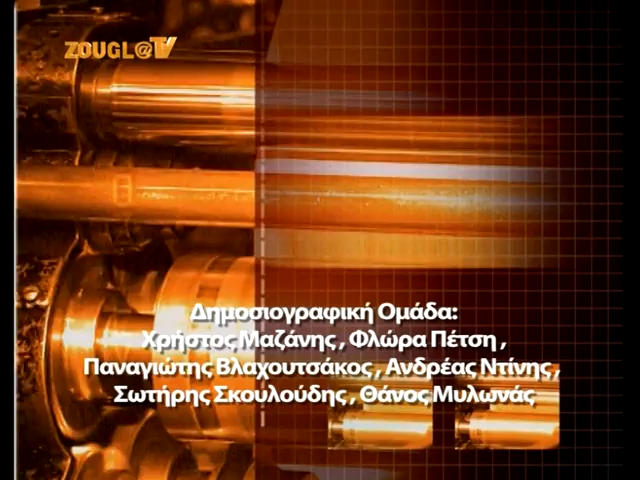 ZOUGL@TV
Δημοσιογραφική Ομάδα:
Χρήστος Μαζάνης , Φλώρα Πέτση ,
Παναγιώτης Βλαχουτσάκος , Ανδρέας Ντίνης ,
Σωτήρης Σκουλούδης , Θάνος Μυλωνάς